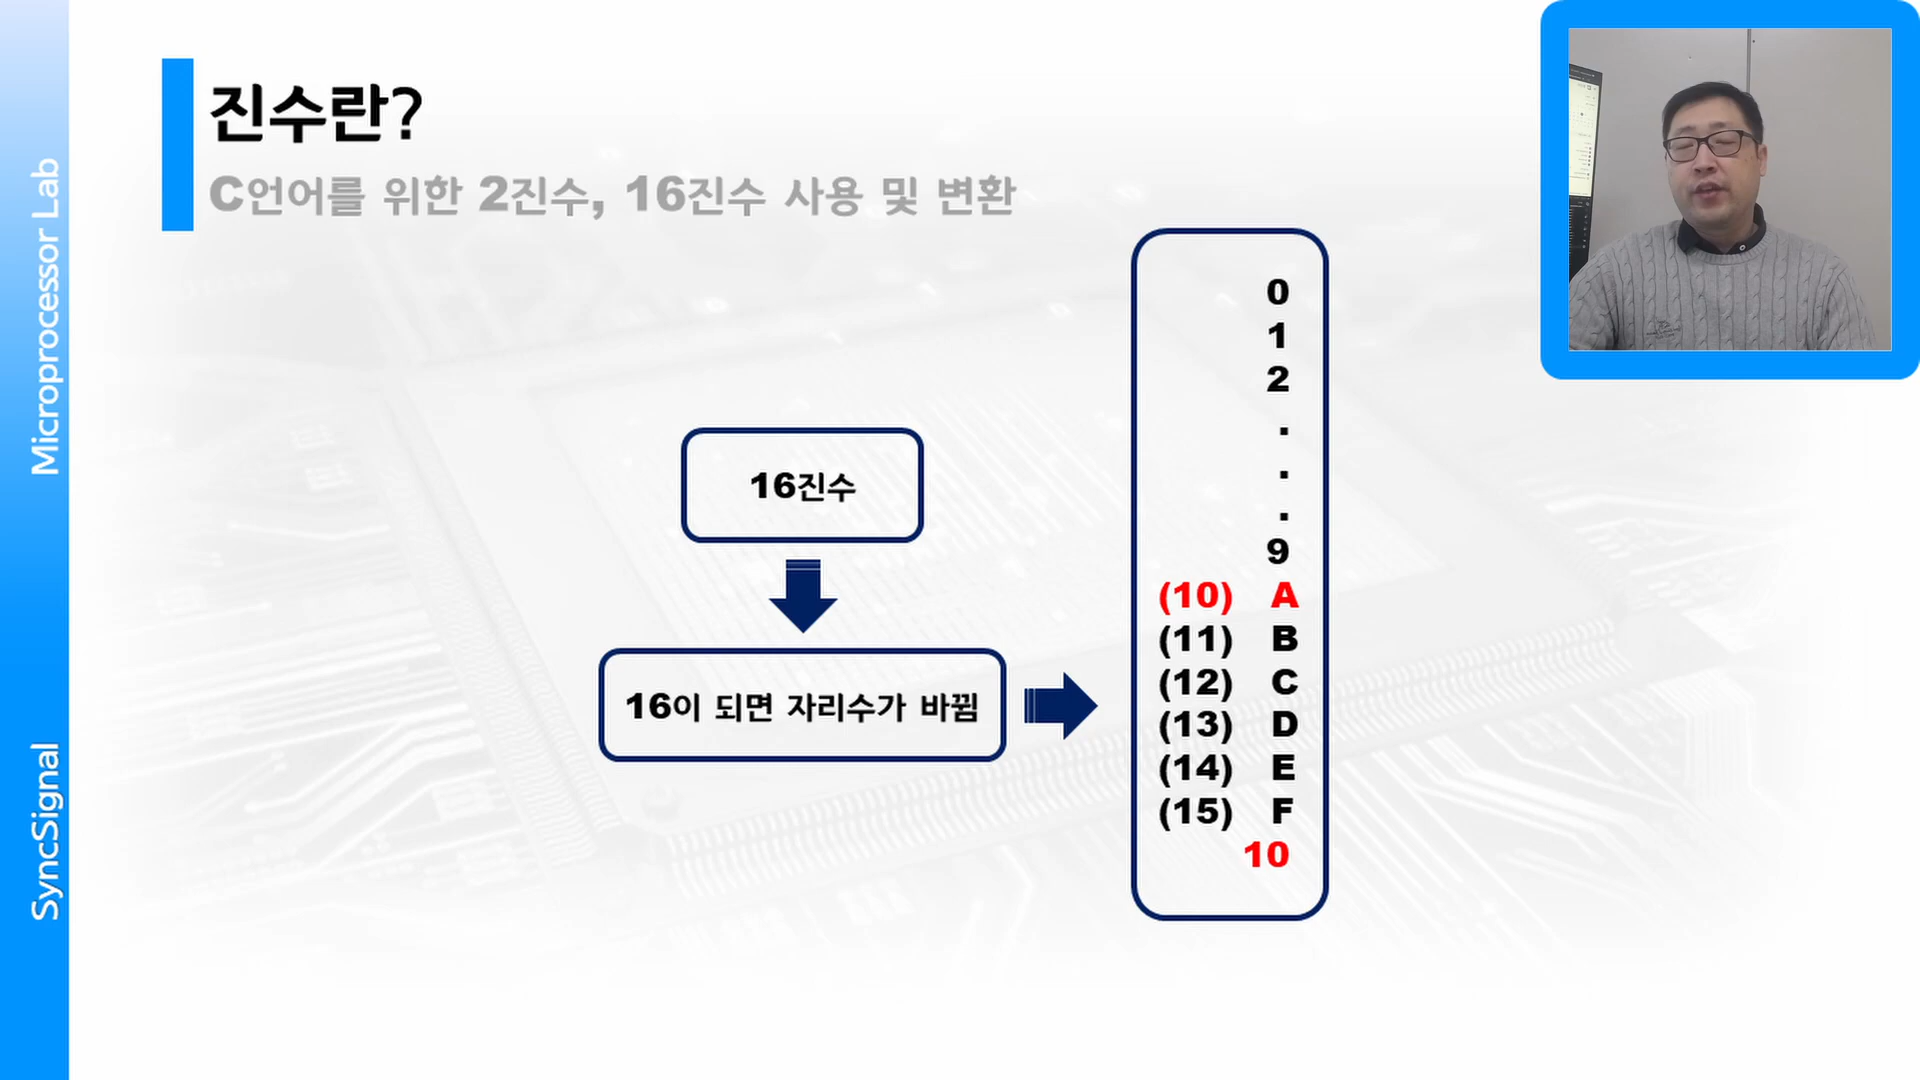 Microprocessor Lab
SyncSignal
진수란?
C언어를 위한 2진수, 16진수 사용 및 변환
16진수
16이 되면 자리수가 바뀜
0
1
2
.
.
.
9
(10) A
(11) B
(12) C
(13) D
(14) E
(15) F
10